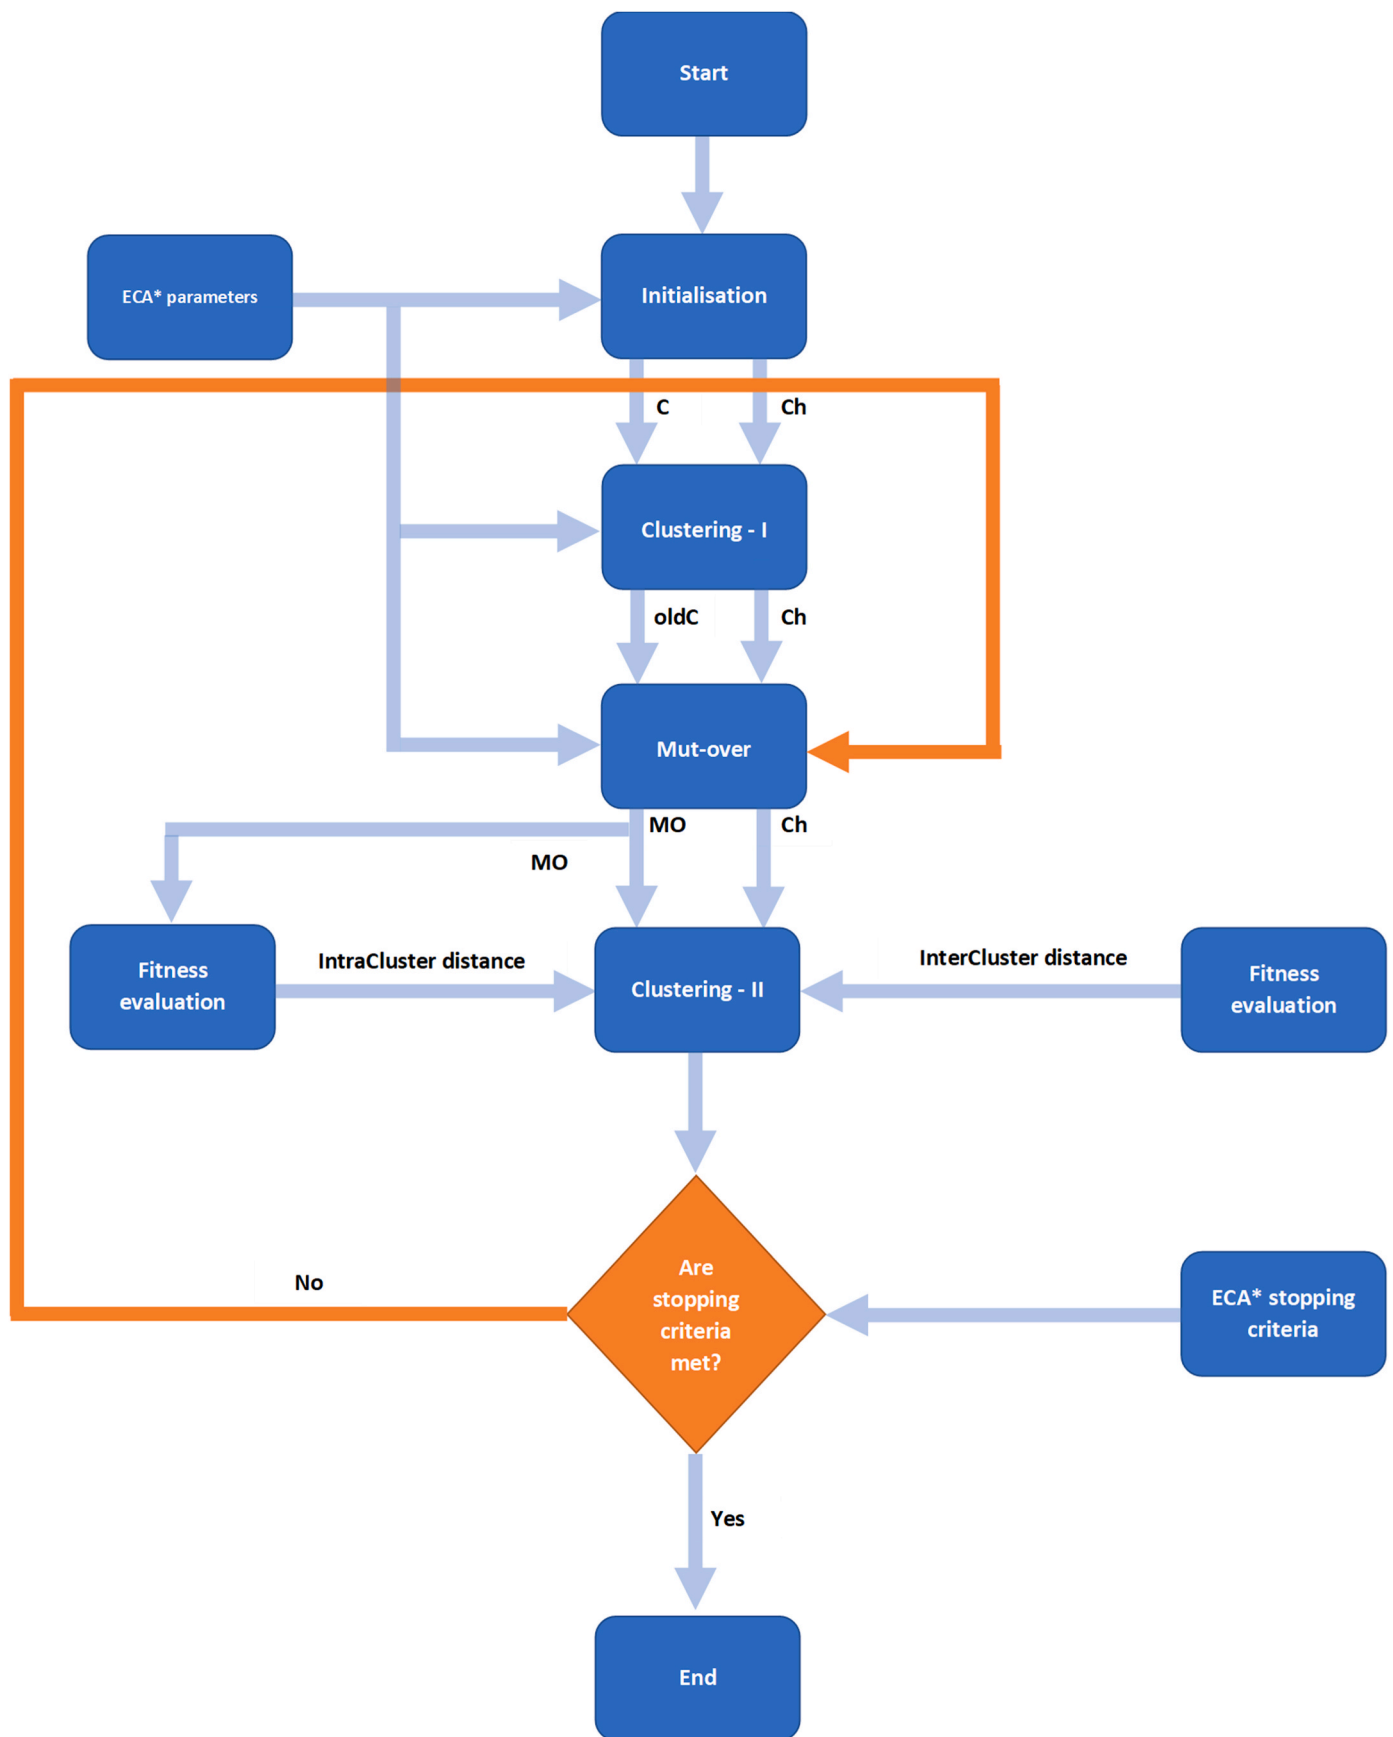 Start
ECA* parameters
Initialisation
C
Ch
Clustering - I
oldC
Ch
Mut-over
MO
Ch
MO
Fitness
evaluation
IntraCluster distance
Clustering - II
InterCluster distance
Fitness
evaluation
No
Are
stopping
criteria
met?
ECA* stopping
criteria
Yes
End